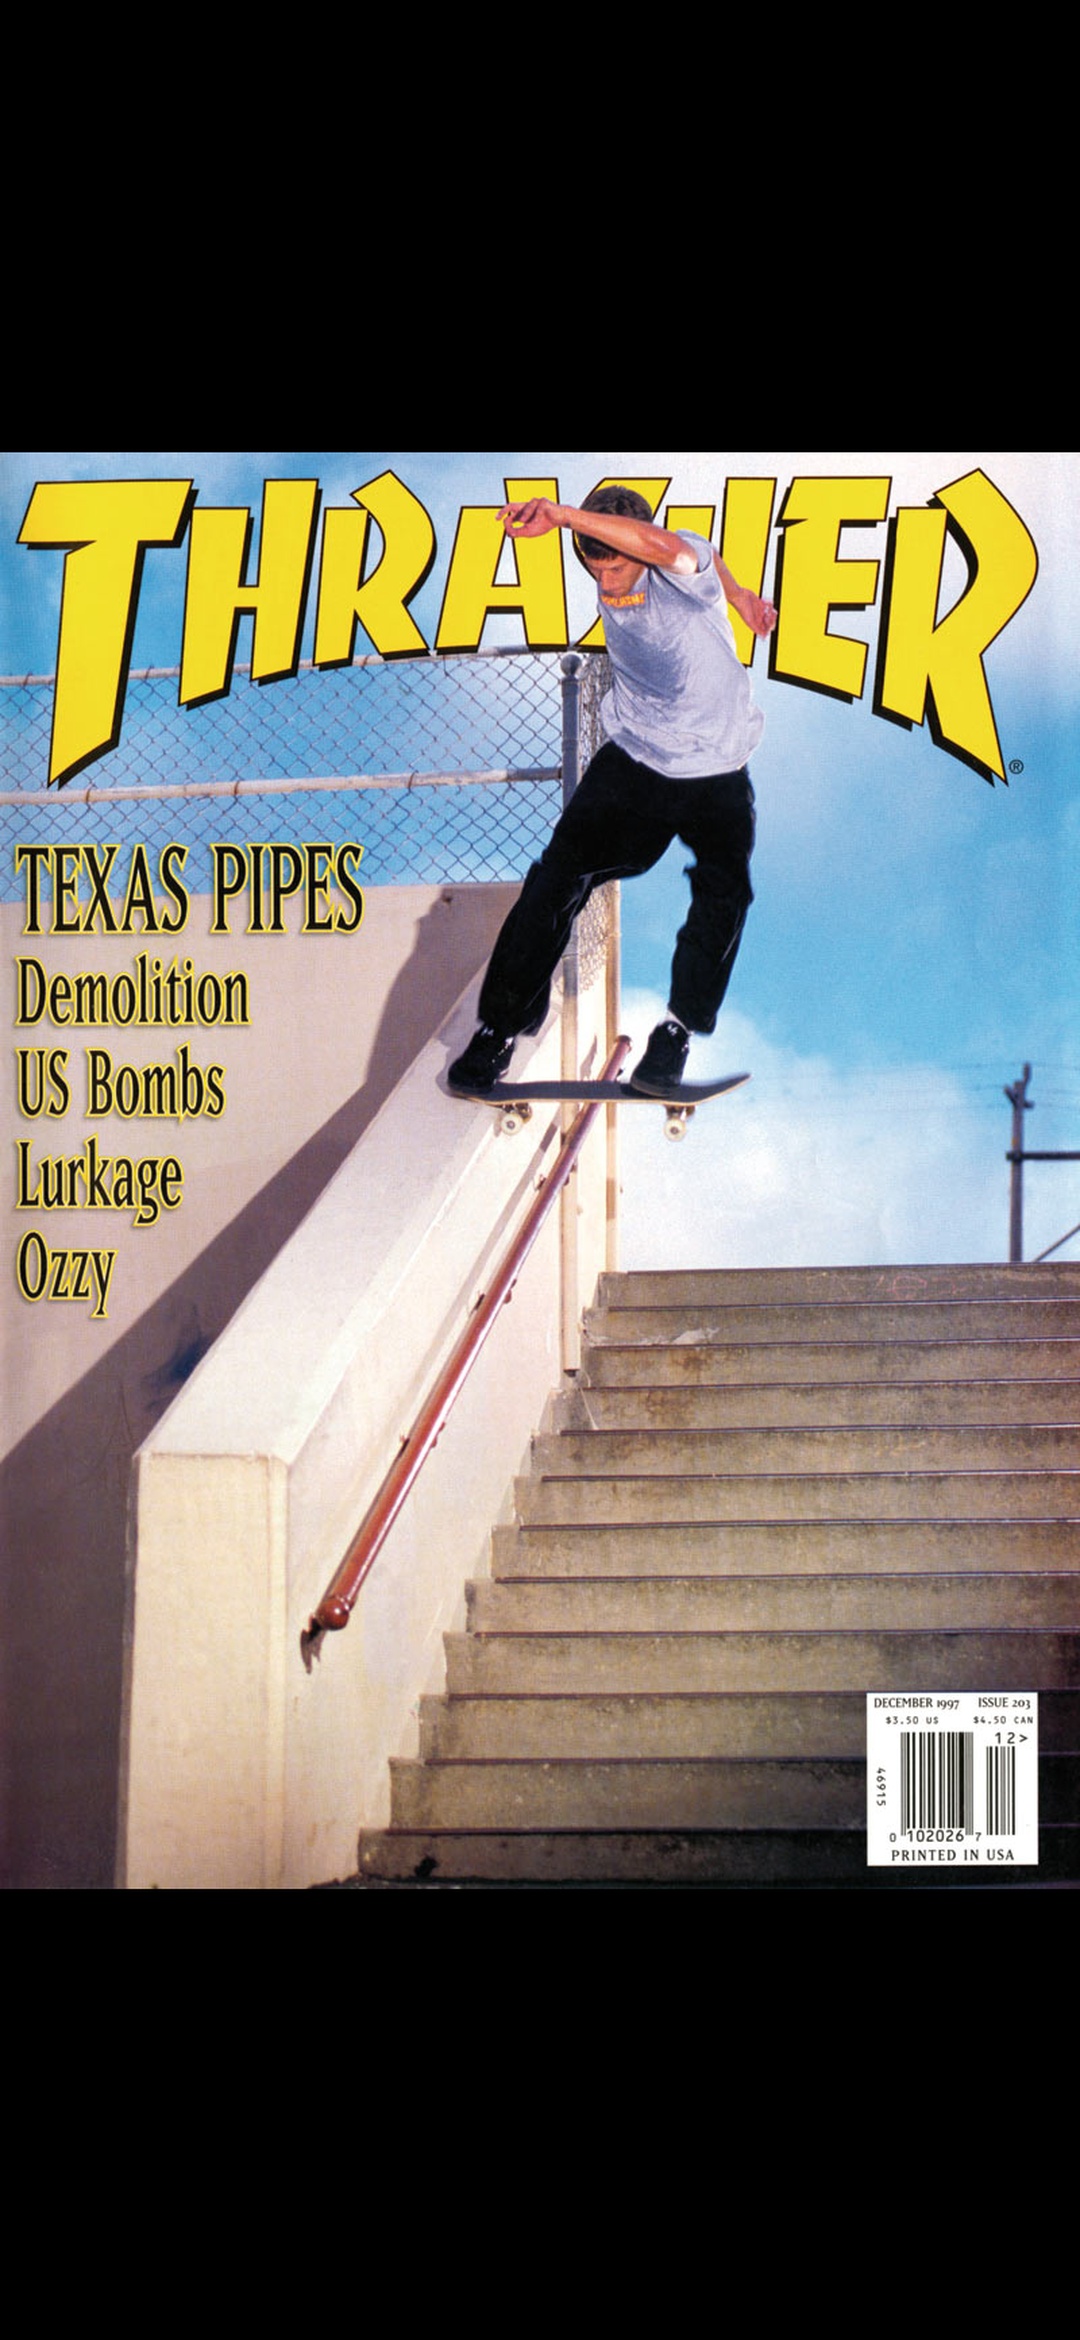 THRASHER
®
TEXAS PIPES
Demolition
US Bombs
Lurkage
Ozzy
DECEMBER 1997 ISSUE 203
$3.50 US $4.50 CAN
12>
46915
0 102026 7
PRINTED IN USA